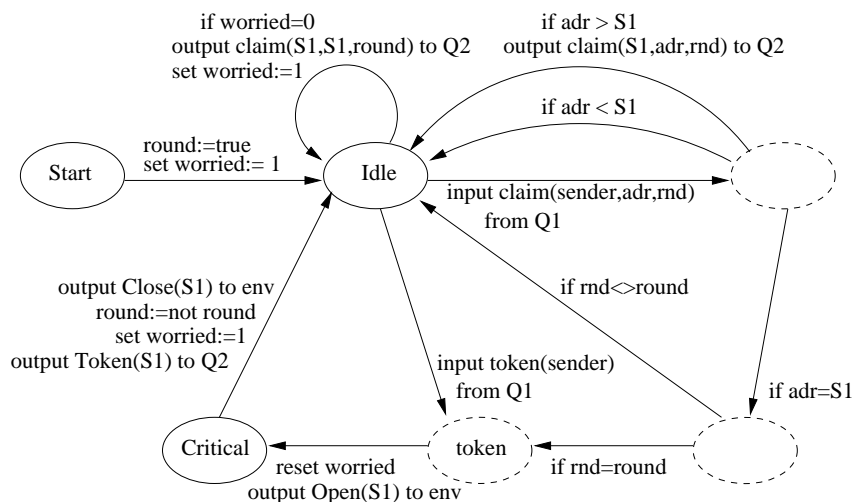 if worried=0
output claim(S1,S1,round) to Q2
set worried:=1
if adr > S1
output claim(S1,adr,rnd) to Q2
if adr < S1
round:=true
set worried:= 1
Start
Idle
input claim(sender,adr,rnd)
from Q1
output Close(S1) to env
round:=not round
set worried:=1
output Token(S1) to Q2
if rnd<>round
input token(sender)
from Q1
if adr=S1
Critical
token
reset worried
output Open(S1) to env
if rnd=round